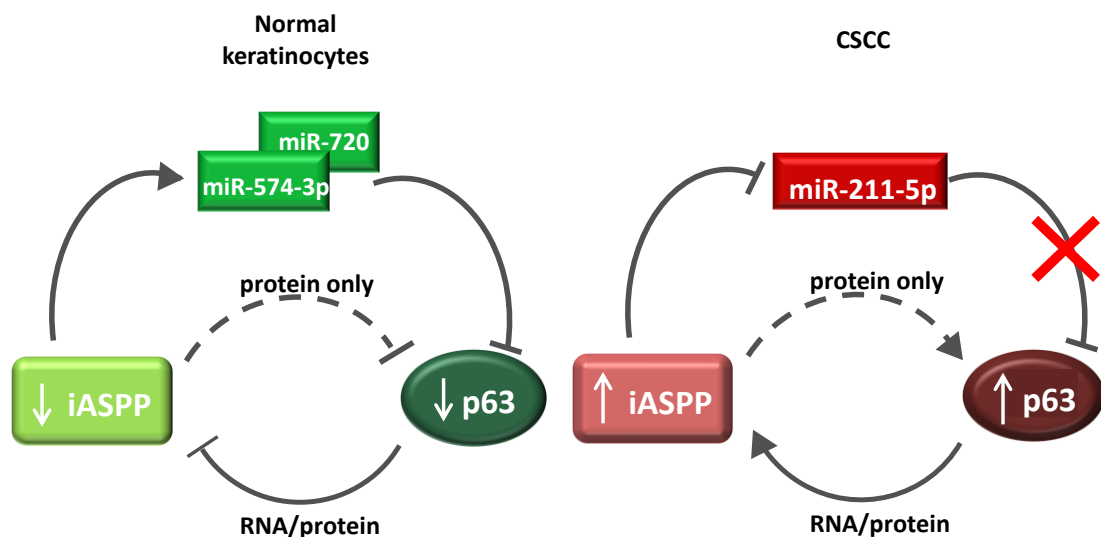 Normal
keratinocytes
miR-720
miR-574-3p
protein only
↓ iASPP
↓ p63
RNA/protein
CSCC
miR-211-5p
protein only
↑ iASPP
↑ p63
RNA/protein